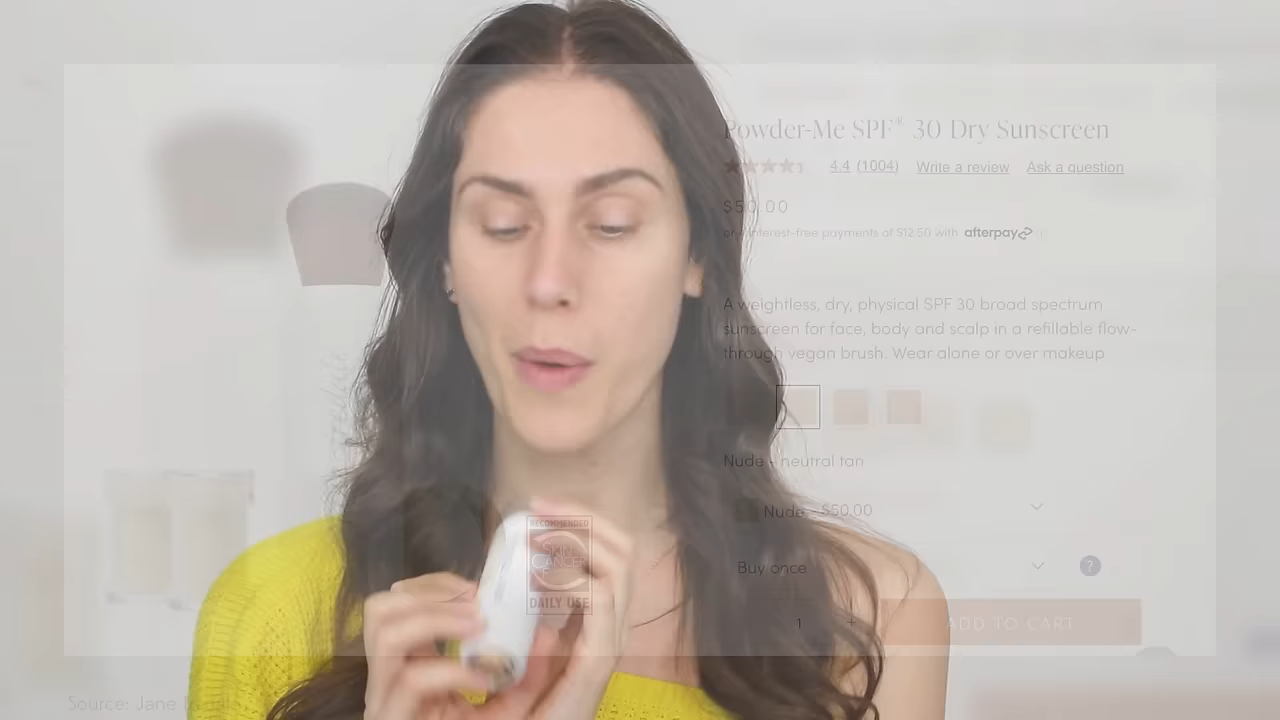 Powder-Me SPF® 30 Dry Sunscreen
4.4 (1004) Write a review Ask a question
$50.00
interest-free payments of $12.50 with afterpay
A weightless, dry, physical SPF 30 broad spectrum
sunscreen for face, body and scalp in a refillable flow-
through vegan brush. Wear alone or over makeup
Nude - neutral tan
Nude - $50.00
RECOMMENDED
SKIN
CANCER
DAILY USE
Buy once
?
1 +
ADD TO CART
Source: Jane